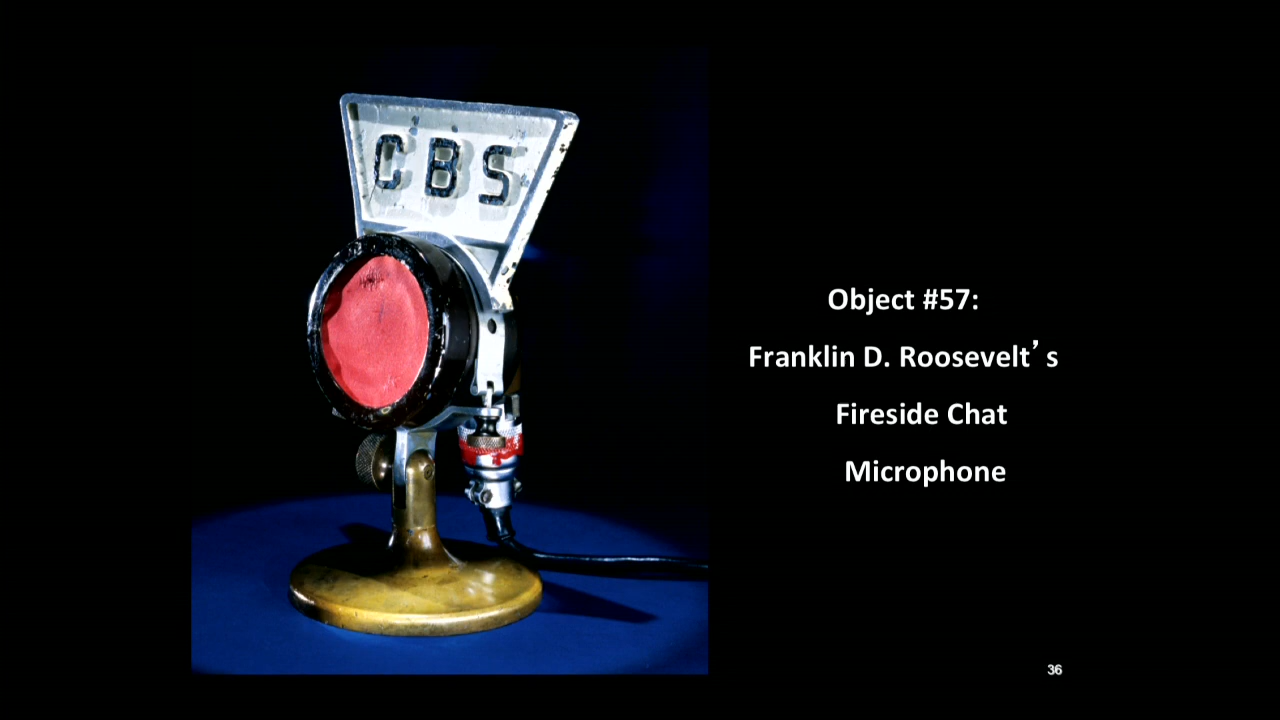 CBS
Object #57:
Franklin D. Roosevelt’s
Fireside Chat
Microphone
36